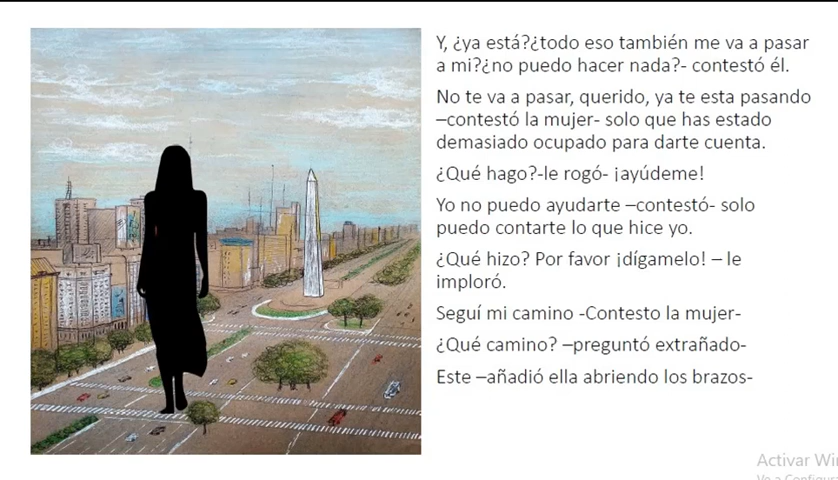 Y, ¿ya está?¿todo eso también me va a pasar
a mi?¿no puedo hacer nada?- contestó él.
No te va a pasar, querido, ya te esta pasando
–contestó la mujer- solo que has estado
demasiado ocupado para darte cuenta.
¿Qué hago?-le rogó- ¡ayúdeme!
Yo no puedo ayudarte –contestó- solo
puedo contarte lo que hice yo.
¿Qué hizo? Por favor ¡dígamelo! – le
imploró.
Seguí mi camino -Contesto la mujer-
¿Qué camino? –preguntó extrañado-
Este –añadió ella abriendo los brazos-
Activar